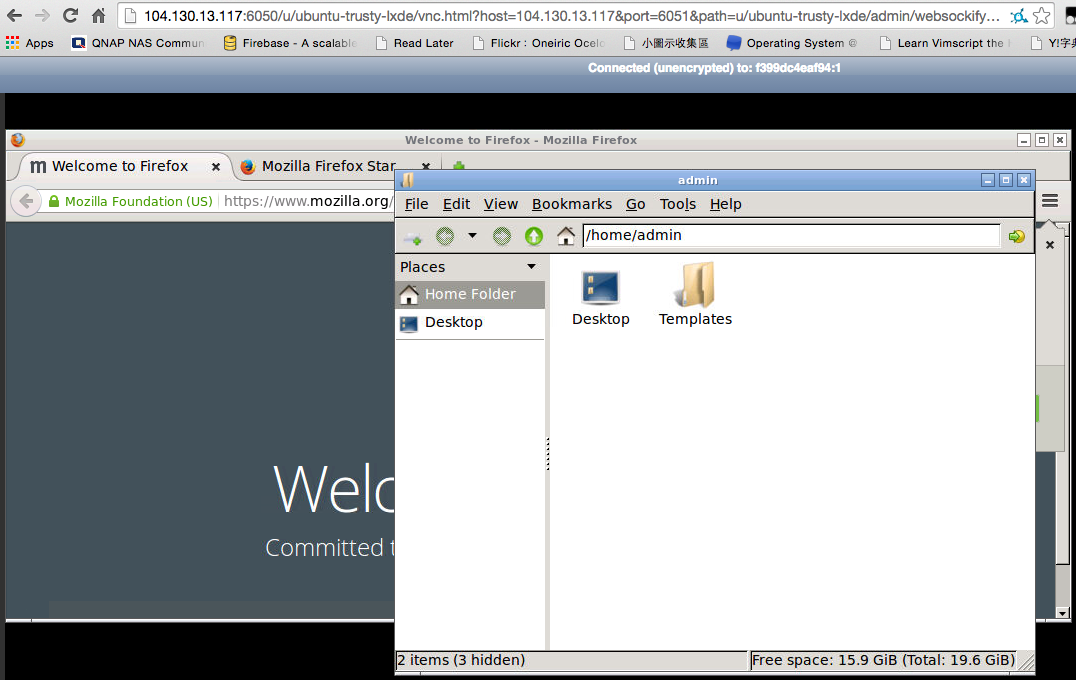 104.130.13.117:6050/u/ubuntu-trusty-lxde/vnc.html?host=104.130.13.117&port=6051&path=u/ubuntu-trusty-lxde/admin/websockify...
Apps QNAP NAS Commun Firebase - A scalable Read Later Flickr：Oneiric Oceld 小圖示收集區 Operating System @ Learn Vimscript the Y!字
Connected (unencrypted) to: f399dc4eaf94:1
Welcome to Firefox - Mozilla Firefox
Welcome to Firefox Mozilla Firefox Star
admin
Mozilla Foundation (US) https://www.mozilla.org/
File Edit View Bookmarks Go Tools Help
/home/admin
Places
Home Folder
Desktop
Desktop Templates
Welc
Committed t
2 items (3 hidden) Free space: 15.9 GiB (Total: 19.6 GiB)